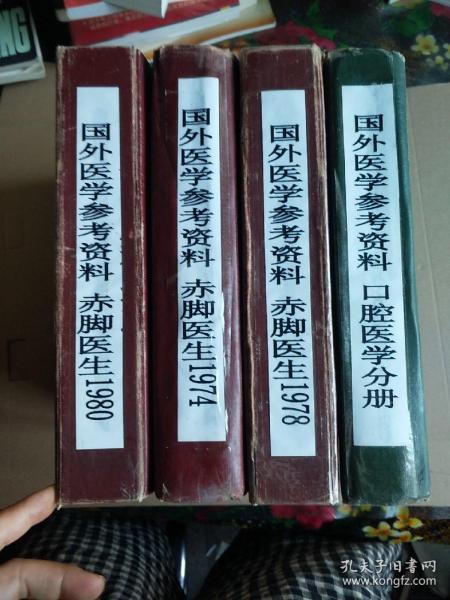 国外医学参考资料 赤脚医生1980
国外医学参考资料 赤脚医生1974
国外医学参考资料 赤脚医生1978
国外医学参考资料 口腔医学分册
孔夫子旧书网
www.kongfz.com